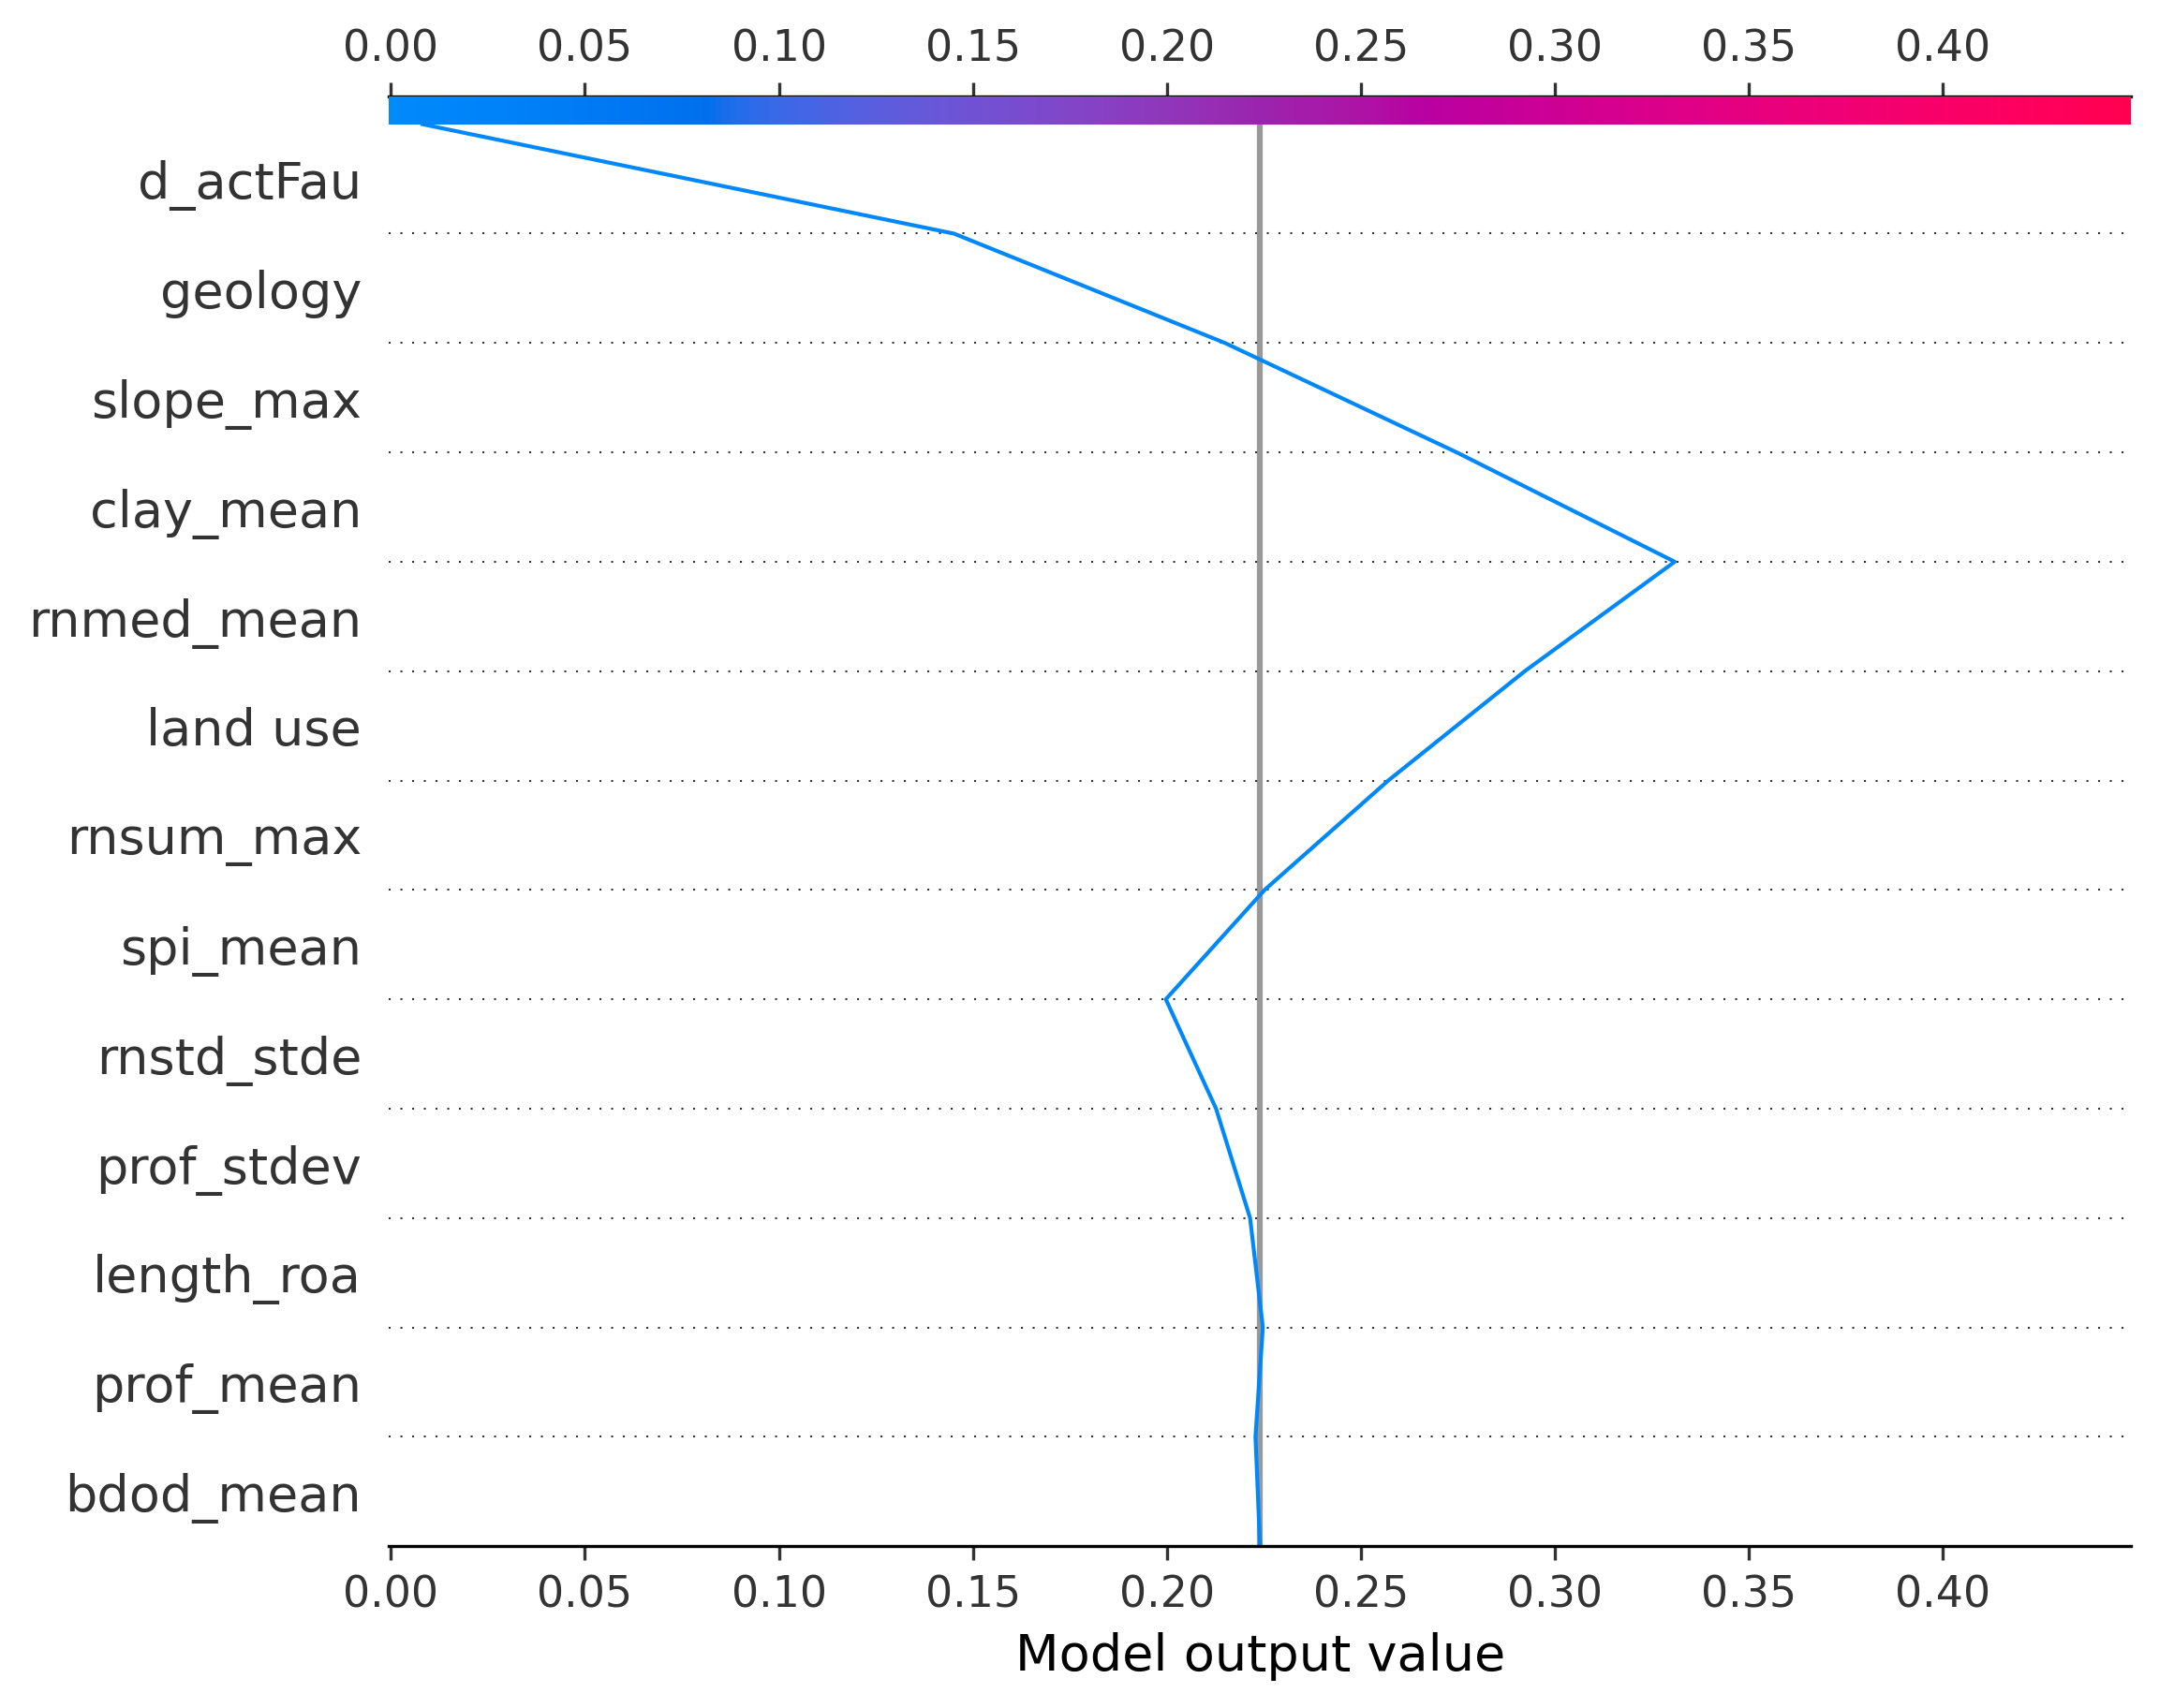 0.00 0.05 0.10 0.15 0.20 0.25 0.30 0.35 0.40
d_actFau
geology
slope_max
clay_mean
rnmed_mean
land use
rnsum_max
spi_mean
rnstd_stde
prof_stdev
length_roa
prof_mean
bdod_mean
0.00 0.05 0.10 0.15 0.20 0.25 0.30 0.35 0.40
Model output value